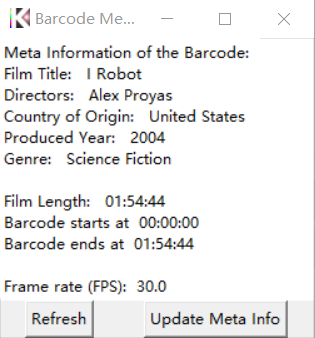 Barcode Me...
Meta Information of the Barcode:
Film Title: I Robot
Directors: Alex Proyas
Country of Origin: United States
Produced Year: 2004
Genre: Science Fiction
Film Length: 01:54:44
Barcode starts at 00:00:00
Barcode ends at 01:54:44
Frame rate (FPS): 30.0
Refresh
Update Meta Info